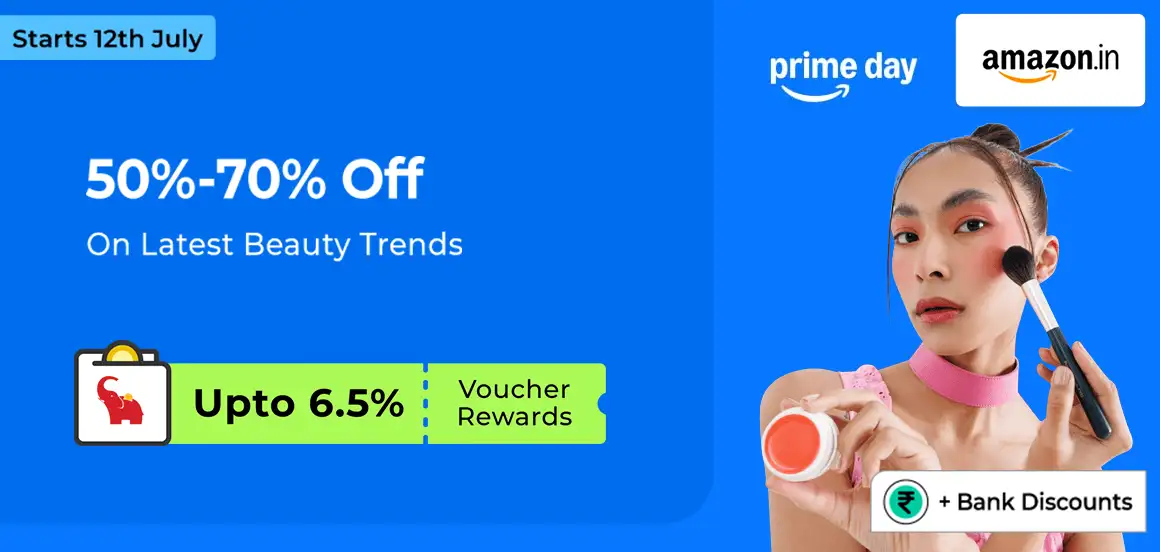 Starts 12th July
prime day
amazon.in
50%-70% Off
On Latest Beauty Trends
Upto 6.5%
Voucher
Rewards
₹
+ Bank Discounts